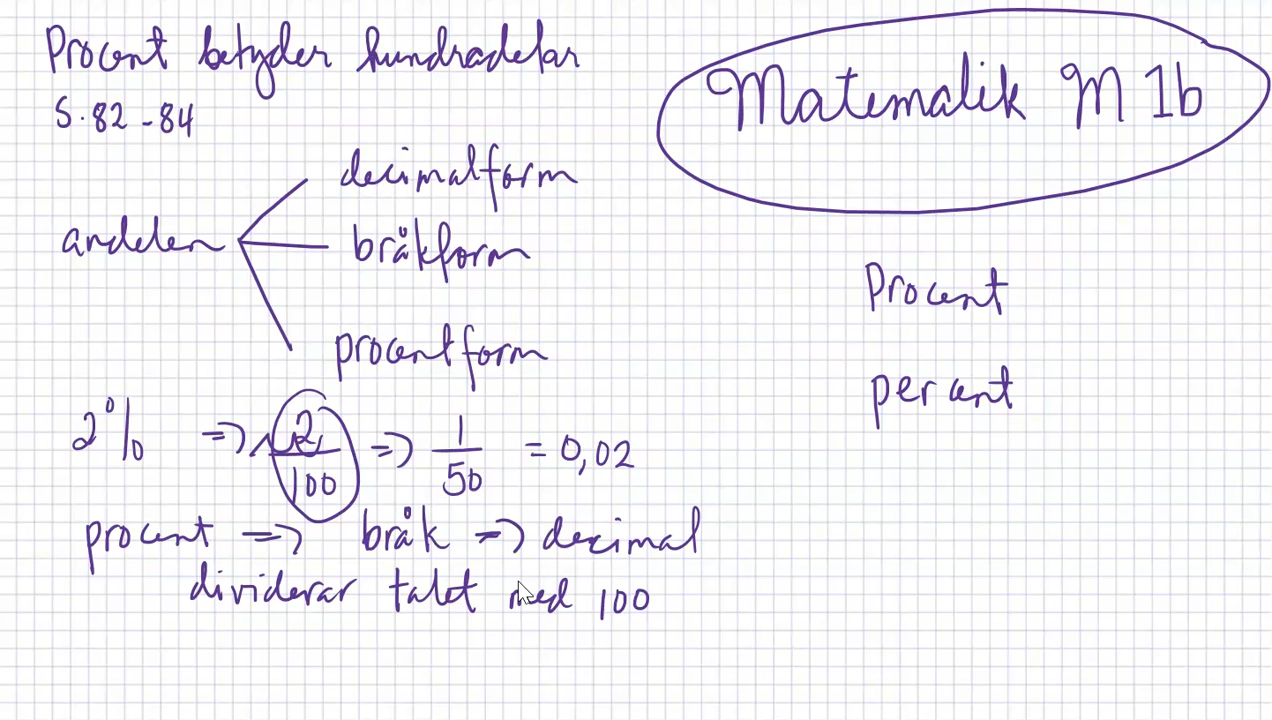 Procent betyder hundradelar
S. 82 - 84
Matematik M 1b
andelen
decimalform
bråkform
procentform
Procent
per cent
2% => 2/100 => 1/50 = 0,02
procent => bråk => decimal
dividerar talet med 100